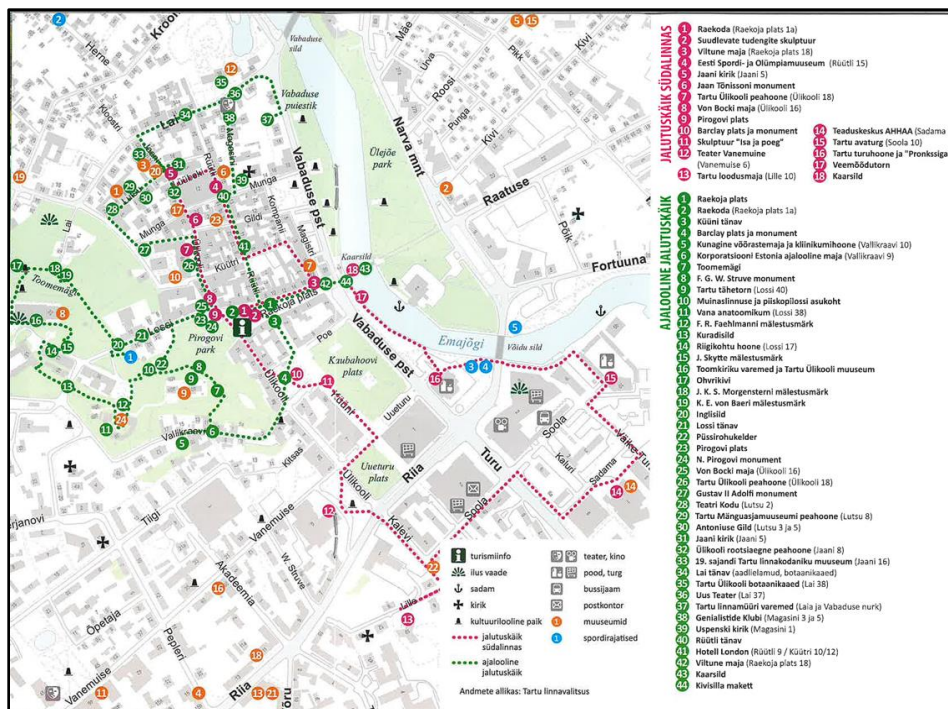 Herne
Kroon
Vabaduse
sild
Mäe
Urva
Roosi
Pikk
Kivi
Punga
Kivi
Kloostri
Vabaduse
puiestik
Narva mnt
Ülejõe
park
Vabaduse pst
Magasini
Munga
Raatuse
Lai
Munga
Gildi
Kompanii
Magistri
Põik
Küütri
Kaarsild
Fortuuna
Toomemägi
Lossi
Raekoja plats
Pirogovi
park
Poe
Vabaduse pst
Emajõgi
Võidu sild
Ülikooli
Kaubahoovi
plats
Uueturu
Vallikraavi
Kitsas
Riia
Turu
Soola
Kaluri
Sadama
Väike-Turu
Uueturu
plats
Ülikooli
Tiigi
Vanemuise
Kalevi
Soola
Akadeemia
W. Struve
Õpetaja
Pepleri
Vanemuise
Riia
Lille
turismiinfo
ilus vaade
sadam
kirik
kultuurilooline paik
jalutuskäik
südalinnas
ajalooline
jalutuskäik
teater, kino
pood, turg
bussijaam
postkontor
muuseumid
spordirajatised
Andmete allikas: Tartu linnavalitsus
JALUTUSKÄIK SÜDALINNAS
1 Raekoda (Raekoja plats 1a)
2 Suudlevate tudengite skulptuur
3 Viltune maja (Raekoja plats 18)
4 Eesti Spordi- ja Olümpiamuuseum (Rüütli 15)
5 Jaani kirik (Jaani 5)
6 Jaan Tõnissoni monument
7 Tartu Ülikooli peahoone (Ülikooli 18)
8 Von Bocki maja (Ülikooli 16)
9 Pirogovi plats
10 Barclay plats ja monument
11 Skulptuur "Isa ja poeg"
12 Teater Vanemuine
(Vanemuise 6)
13 Tartu loodusmaja (Lille 10)
14 Teaduskeskus AHHAA (Sadama
15 Tartu avaturg (Soola 10)
16 Tartu turuhoone ja "Pronkssiga
17 Veemõõdutorn
18 Kaarsild
AJALOOLINE JALUTUSKÄIK
1 Raekoja plats
2 Raekoda (Raekoja plats 1a)
3 Küüni tänav
4 Barclay plats ja monument
5 Kunagine võõrastemaja ja kliinikumihoone (Vallikraavi 10)
6 Korporatsiooni Estonia ajalooline maja (Vallikraavi 9)
7 Toomemägi
8 F. G. W. Struve monument
9 Tartu tähetorn (Lossi 40)
10 Muinaslinnuse ja piiskopilossi asukoht
11 Vana anatoomikum (Lossi 38)
12 F. R. Faehlmanni mälestusmärk
13 Kuradisild
14 Riigikohtu hoone (Lossi 17)
15 J. Skytte mälestusmärk
16 Toomkiriku varemed ja Tartu Ülikooli muuseum
17 Ohvrikivi
18 J. K. S. Morgensterni mälestusmärk
19 K. E. von Baeri mälestusmärk
20 Inglisild
21 Lossi tänav
22 Püssirohukelder
23 Pirogovi plats
24 N. Pirogovi monument
25 Von Bocki maja (Ülikooli 16)
26 Tartu Ülikooli peahoone (Ülikooli 18)
27 Gustav II Adolfi monument
28 Teatri Kodu (Lutsu 2)
29 Tartu Mänguasjamuuseumi peahoone (Lutsu 8)
30 Antoniuse Gild (Lutsu 3 ja 5)
31 Jaani kirik (Jaani 5)
32 Ülikooli rootsiaegne peahoone (Jaani 8)
33 19. sajandi Tartu linnakodaniku muuseum (Jaani 16)
34 Lai tänav (aadlielamud, botaanikaaed)
35 Tartu Ülikooli botaanikaaed (Lai 38)
36 Uus Teater (Lai 37)
37 Tartu linnamüüri varemed (Laia ja Vabaduse nurk)
38 Genialistide Klubi (Magasini 3 ja 5)
39 Uspenski kirik (Magasini 1)
40 Rüütli tänav
41 Hotell London (Rüütli 9 / Küütri 10/12)
42 Viltune maja (Raekoja plats 18)
43 Kaarsild
44 Kivisilla makett